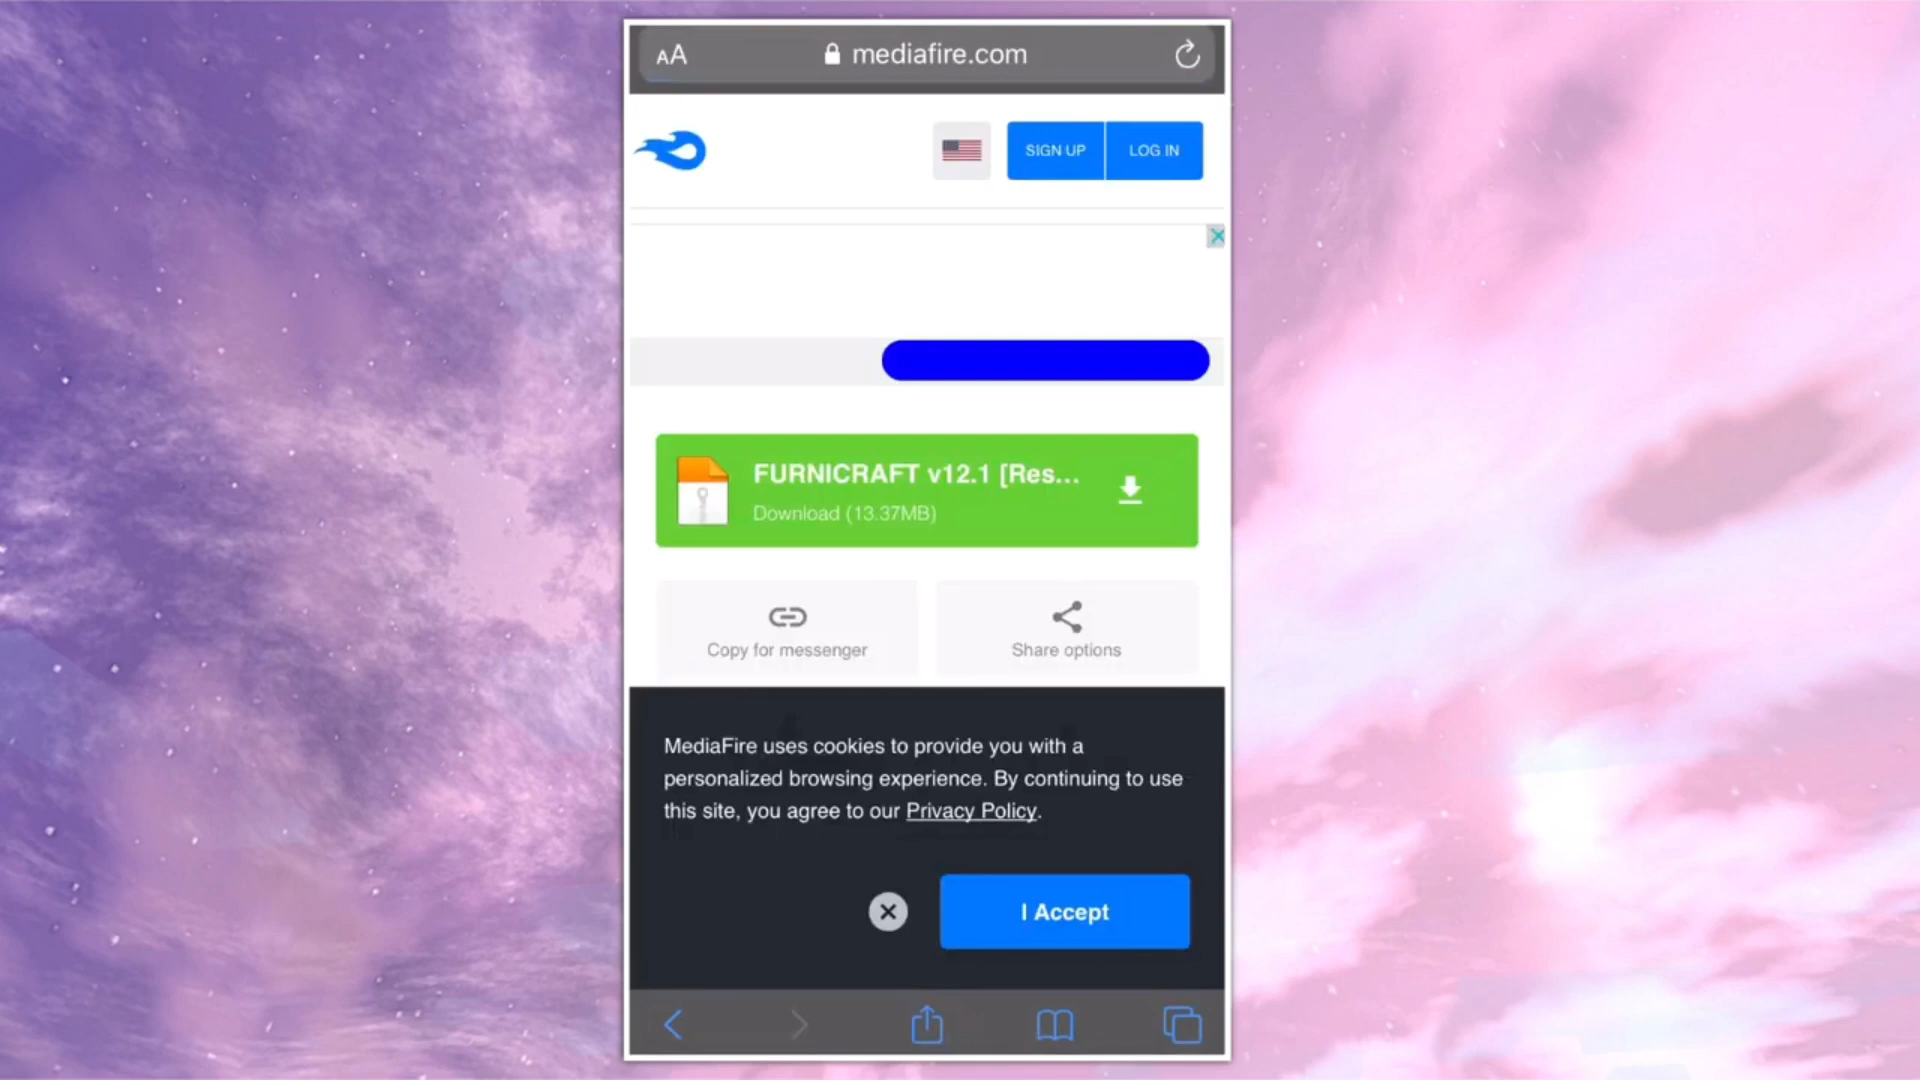 AA
mediafire.com
SIGN UP
LOG IN
FURNICRAFT v12.1 [Res...
Download (13.37MB)
Copy for messenger
Share options
MediaFire uses cookies to provide you with a
personalized browsing experience. By continuing to use
this site, you agree to our Privacy Policy.
I Accept